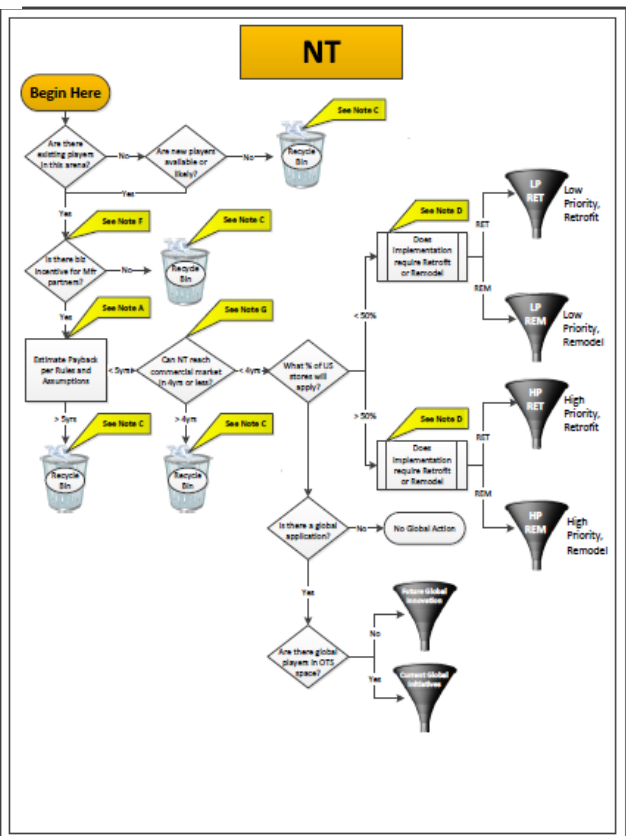 NT
Begin Here
See Note C
Are there
existing players
in this arena?
No
Are new players
available or
likely?
No
Recycle
Bin
Yes
Yes
See Note F
See Note C
Is there biz
incentive for Mfr
partners?
No
Recycle
Bin
Yes
See Note A
See Note G
Estimate Payback
per Rules and
Assumptions
< 5yrs
Can NT reach
commercial market
in 4yrs or less?
< 4yrs
What % of US
stores will
apply?
> 5yrs
See Note C
Recycle
Bin
> 4yrs
See Note C
Recycle
Bin
< 50%
See Note D
Does
Implementation
require Retrofit
or Remodel
RET
LP
RET
Low
Priority,
Retrofit
REM
LP
REM
Low
Priority,
Remodel
> 50%
See Note D
Does
Implementation
require Retrofit
or Remodel
RET
HP
RET
High
Priority,
Retrofit
REM
HP
REM
High
Priority,
Remodel
Is there a global
application?
No
No Global Action
Yes
Are there global
players in OTS
space?
No
Future Global
Innovation
Yes
Current Global
Initiatives